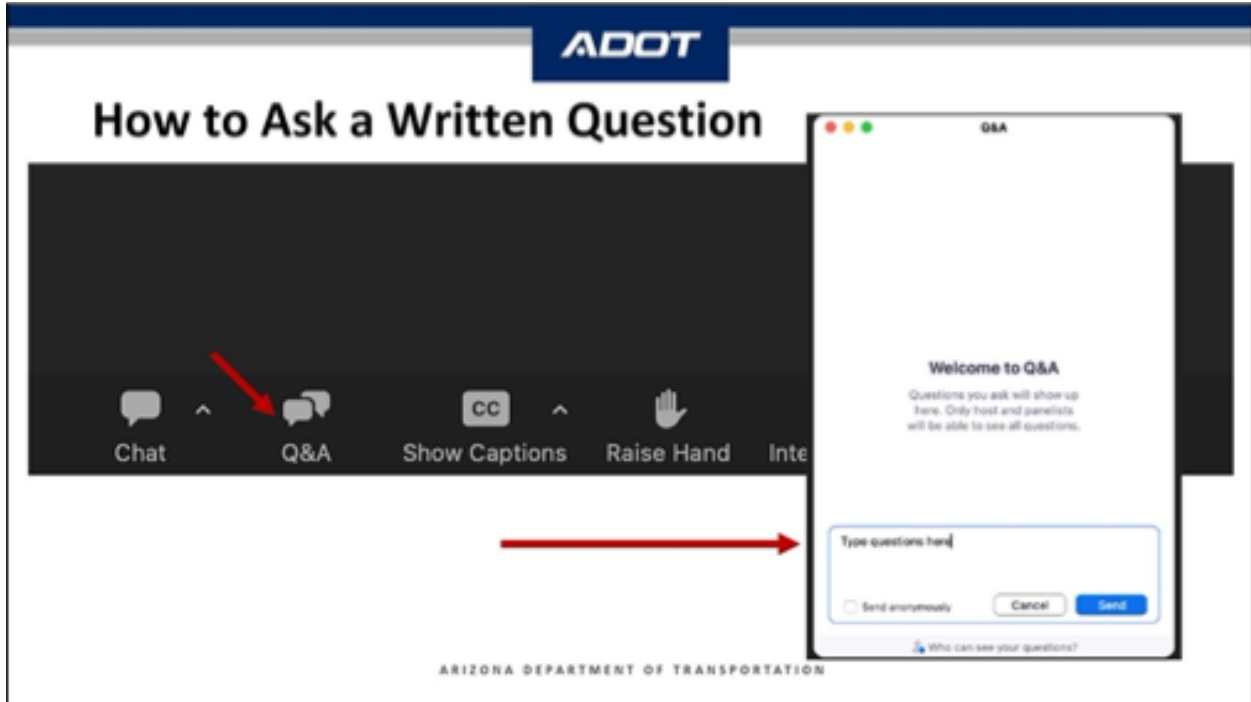 ADOT
How to Ask a Written Question
Q&A
Welcome to Q&A
Questions you ask will show up
here. Only host and panelists
will be able to see all questions.
Chat
Q&A
Show Captions
Raise Hand
Inte
Type questions here
Send anonymously
Cancel
Send
Who can see your questions?
ARIZONA DEPARTMENT OF TRANSPORTATION